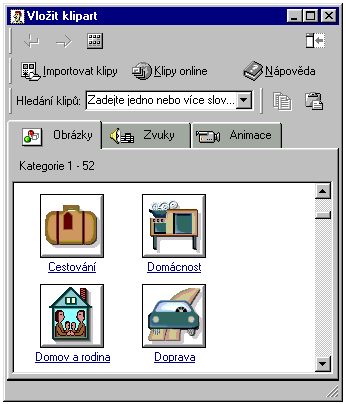 Vložit klipart
Importovat klipy Klipy online Nápověda
Hledání klipů: Zadejte jedno nebo více slov...
Obrázky Zvuky Animace
Kategorie 1 - 52
Cestování Domácnost
Domov a rodina Doprava